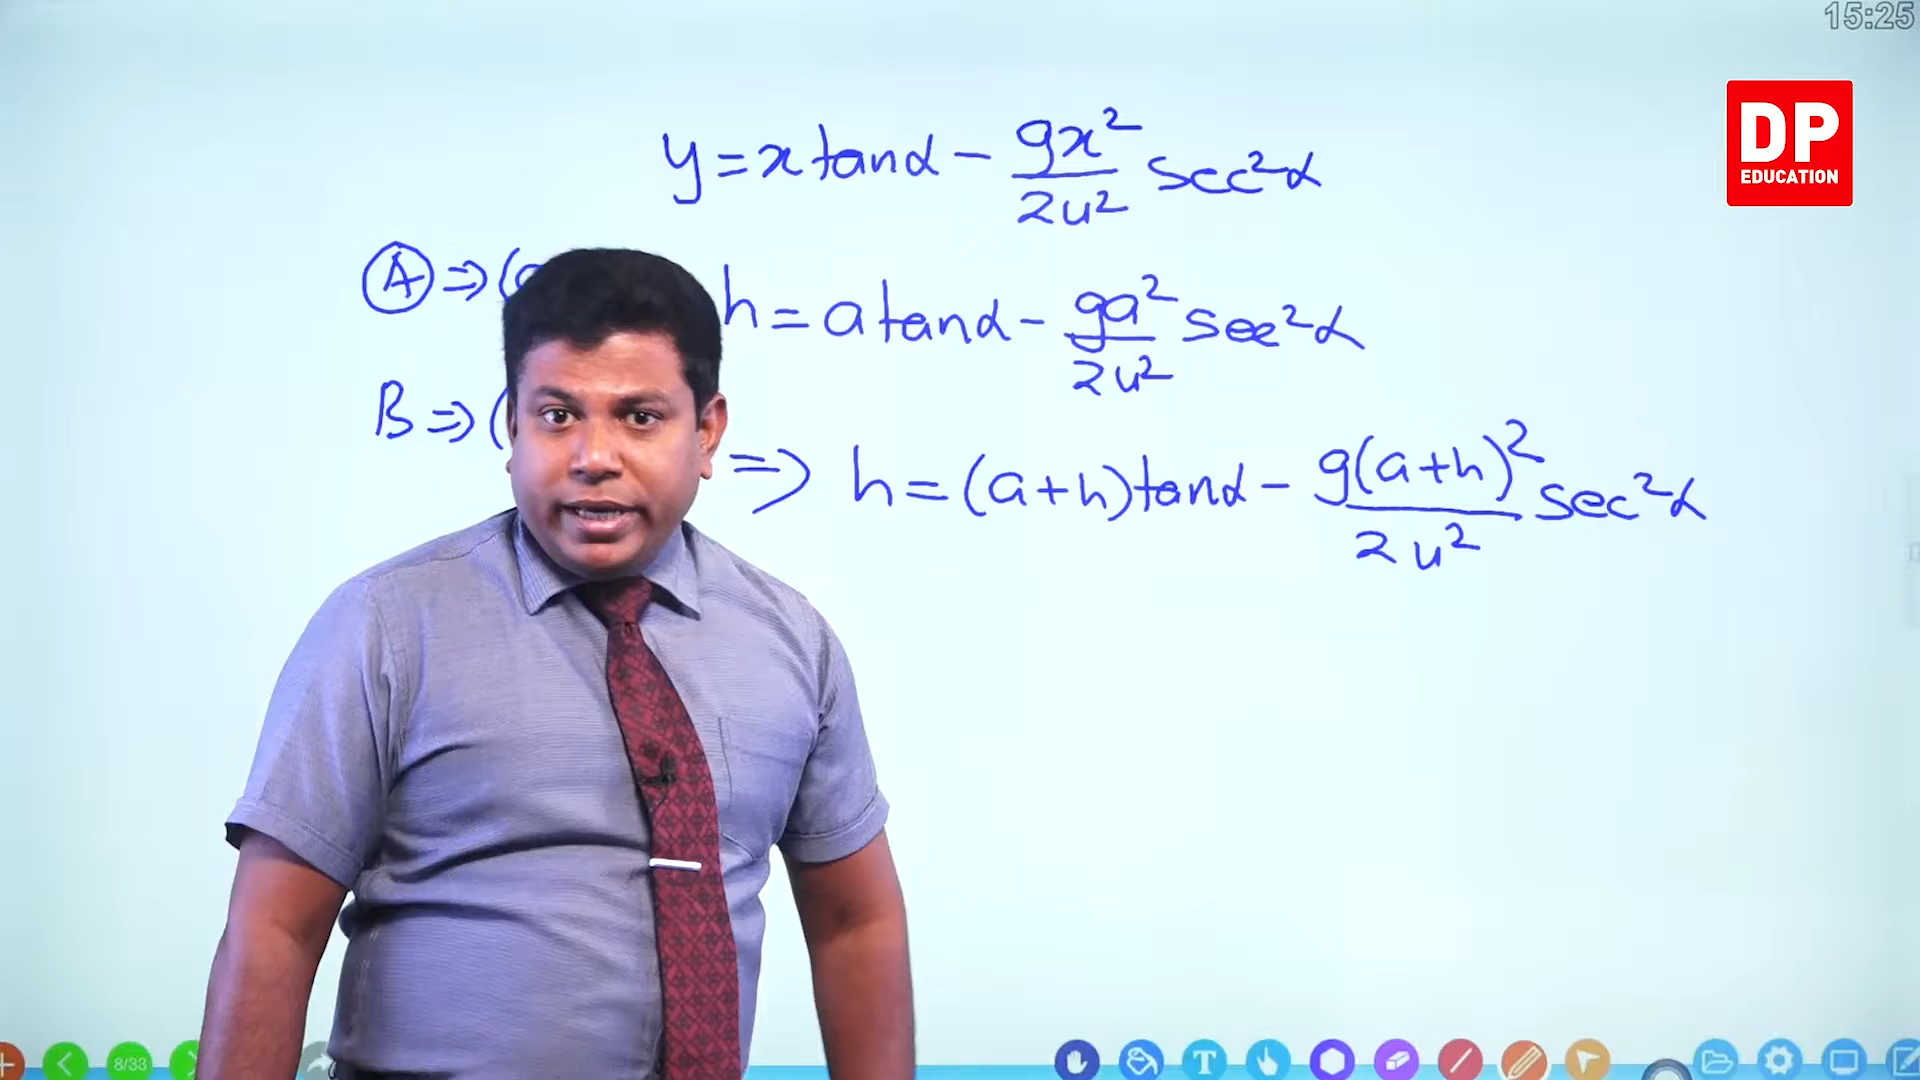 15:25
DP
EDUCATION
y = x tanα - gx²/2u² sec²α
A ⇒ (a
h = a tanα - ga²/2u² sec²α
B ⇒ (
⇒ h = (a+h) tanα - g(a+h)²/2u² sec²α
8/33
T